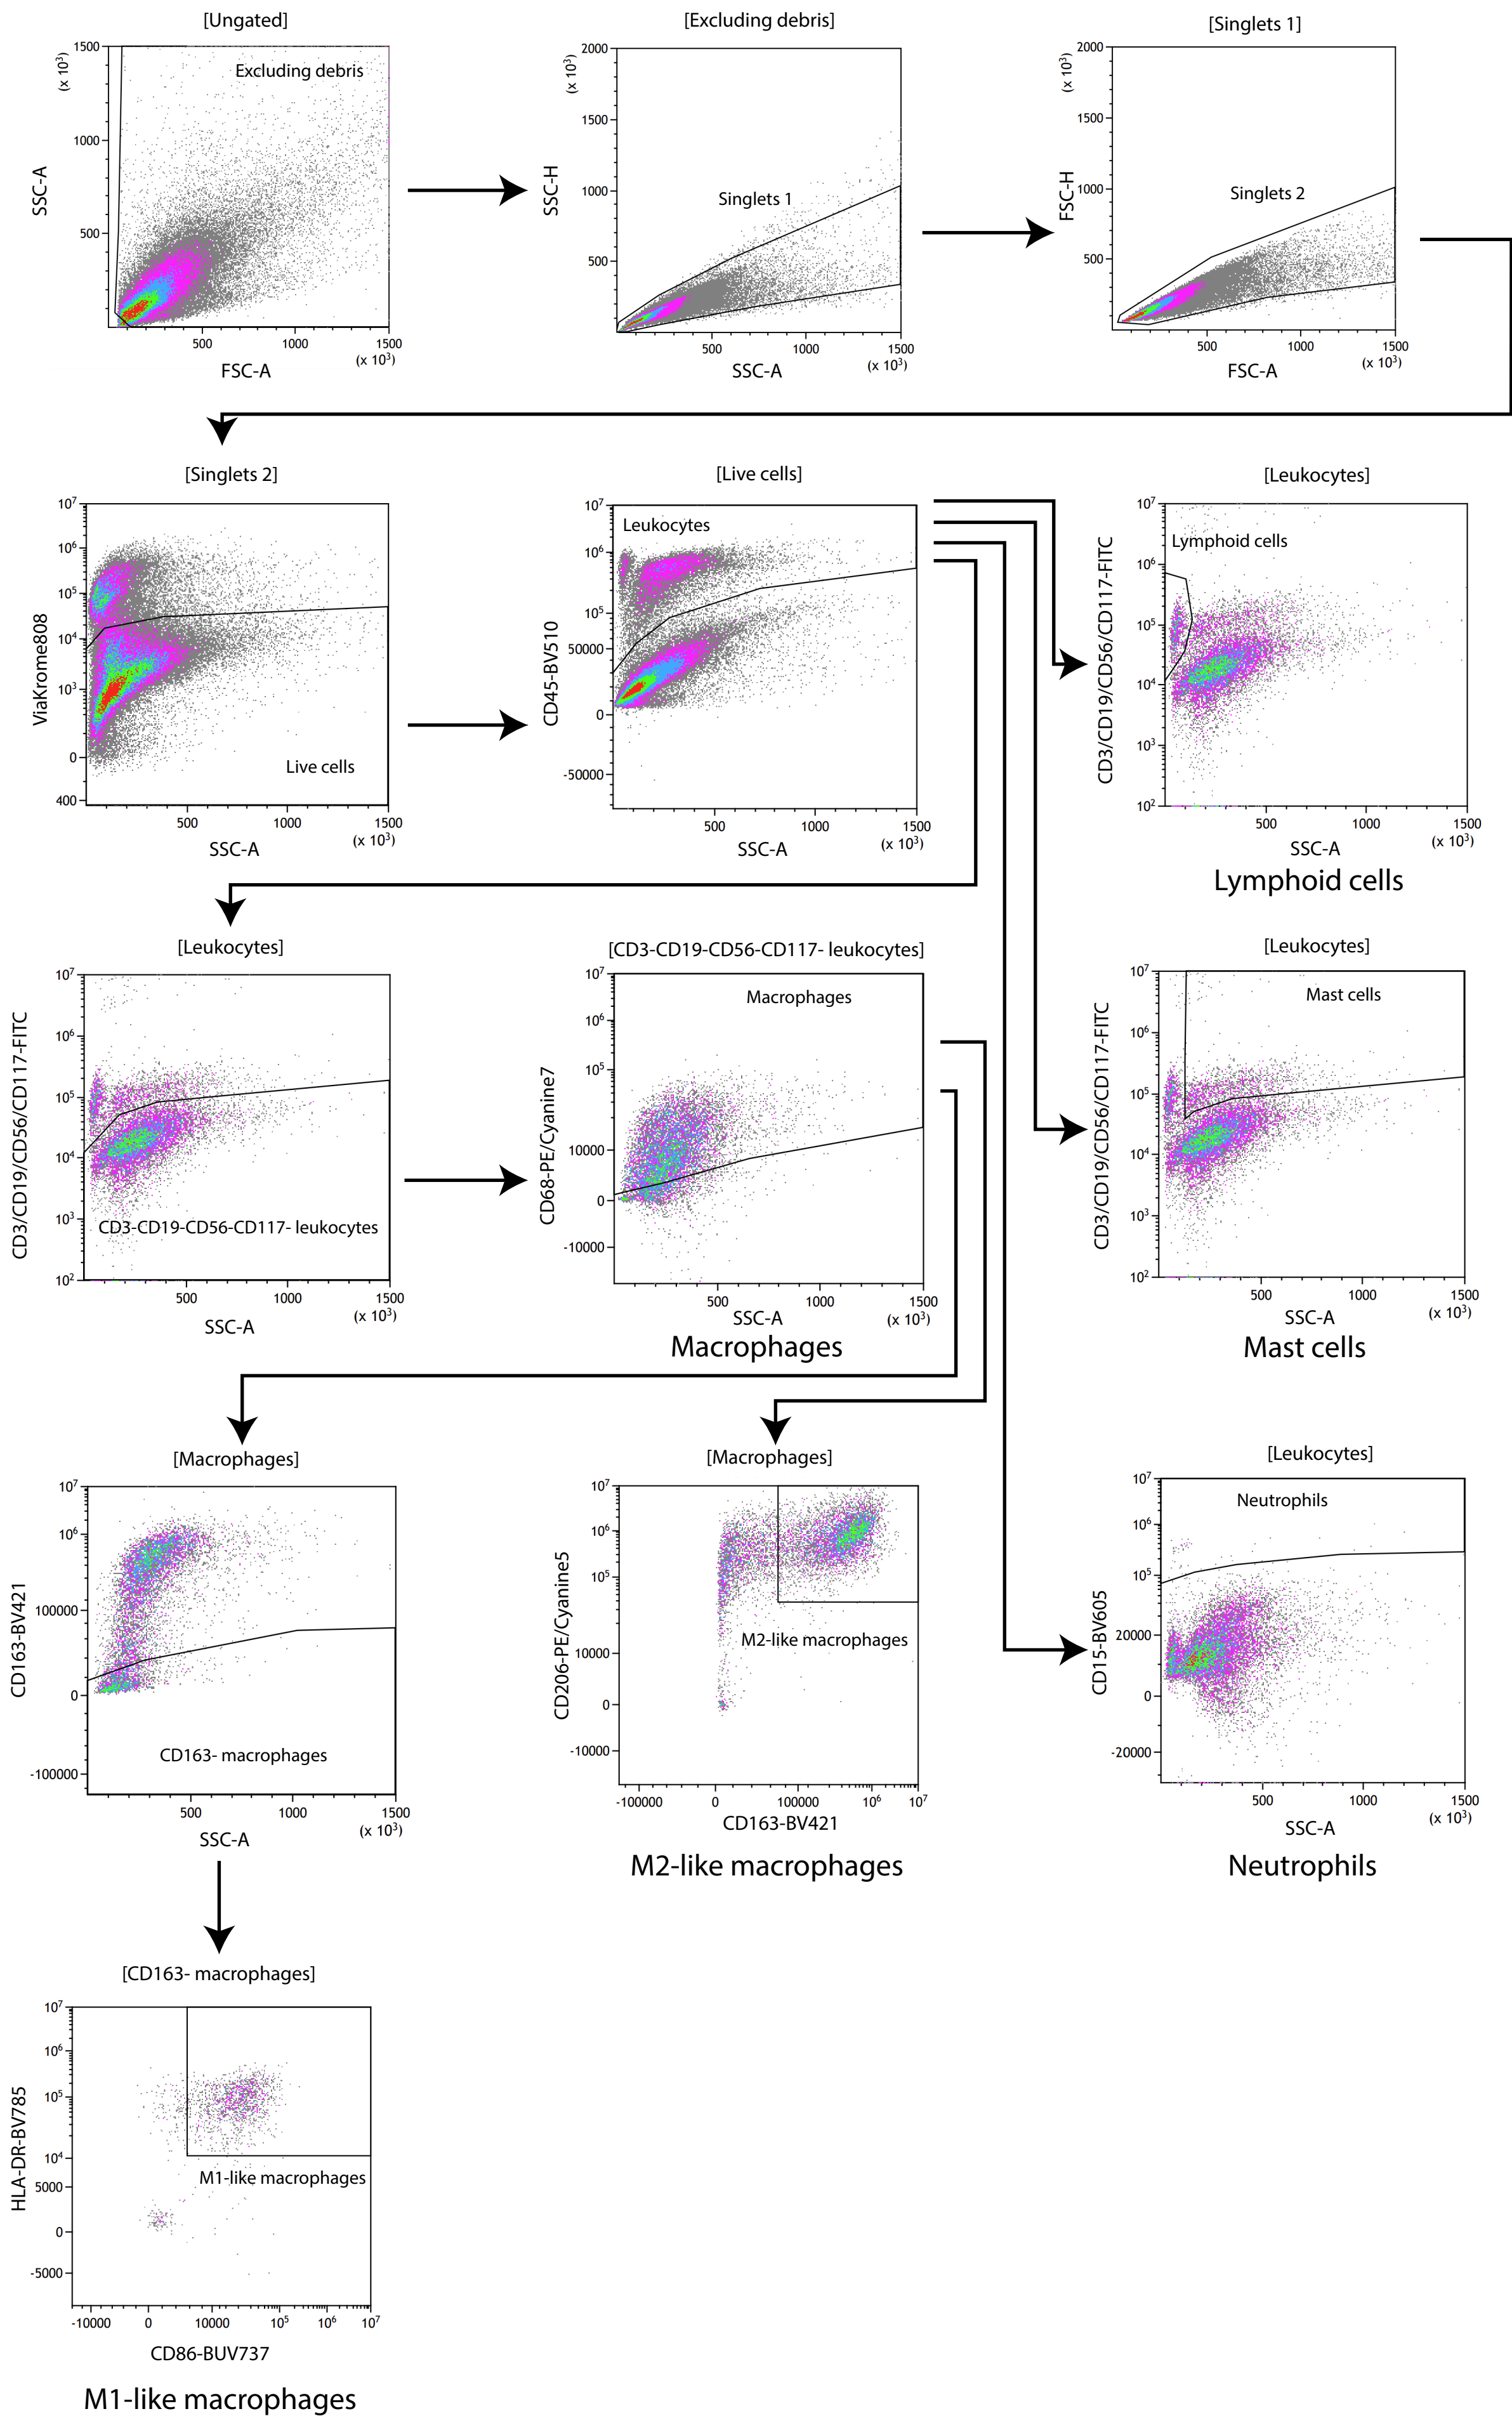 [Ungated]
1500
(x 10³)
Excluding debris
1000
SSC-A
500
500
1000
1500
(x 10³)
FSC-A
[Excluding debris]
2000
(x 10³)
1500
SSC-H
1000
Singlets 1
500
500
1000
1500
(x 10³)
SSC-A
[Singlets 1]
2000
(x 10³)
1500
FSC-H
1000
Singlets 2
500
500
1000
1500
(x 10³)
FSC-A
[Singlets 2]
10⁷
10⁶
10⁵
10⁴
ViaKrome808
10³
0
400
Live cells
500
1000
1500
(x 10³)
SSC-A
[Live cells]
10⁷
Leukocytes
10⁶
10⁵
50000
CD45-BV510
0
-50000
500
1000
1500
(x 10³)
SSC-A
[Leukocytes]
10⁷
Lymphoid cells
10⁶
10⁵
CD3/CD19/CD56/CD117-FITC
10⁴
10³
10²
500
1000
1500
(x 10³)
SSC-A
Lymphoid cells
[Leukocytes]
10⁷
10⁶
CD3/CD19/CD56/CD117-FITC
10⁵
10⁴
10³
CD3-CD19-CD56-CD117- leukocytes
10²
500
1000
1500
(x 10³)
SSC-A
[CD3-CD19-CD56-CD117- leukocytes]
10⁷
Macrophages
10⁶
10⁵
CD68-PE/Cyanine7
10000
0
-10000
500
1000
1500
(x 10³)
SSC-A
Macrophages
[Leukocytes]
10⁷
Mast cells
10⁶
CD3/CD19/CD56/CD117-FITC
10⁵
10⁴
10³
10²
500
1000
1500
(x 10³)
SSC-A
Mast cells
[Macrophages]
10⁷
10⁶
100000
CD163-BV421
0
CD163- macrophages
-100000
500
1000
1500
(x 10³)
SSC-A
[Macrophages]
10⁷
10⁶
10⁵
CD206-PE/Cyanine5
M2-like macrophages
10000
0
-10000
-100000
0
100000
10⁶
10⁷
CD163-BV421
M2-like macrophages
[Leukocytes]
10⁷
Neutrophils
10⁶
10⁵
CD15-BV605
20000
0
-20000
500
1000
1500
(x 10³)
SSC-A
Neutrophils
[CD163- macrophages]
10⁷
10⁶
10⁵
HLA-DR-BV785
10⁴
M1-like macrophages
5000
0
-5000
-10000
0
10000
10⁵
10⁶
10⁷
CD86-BUV737
M1-like macrophages